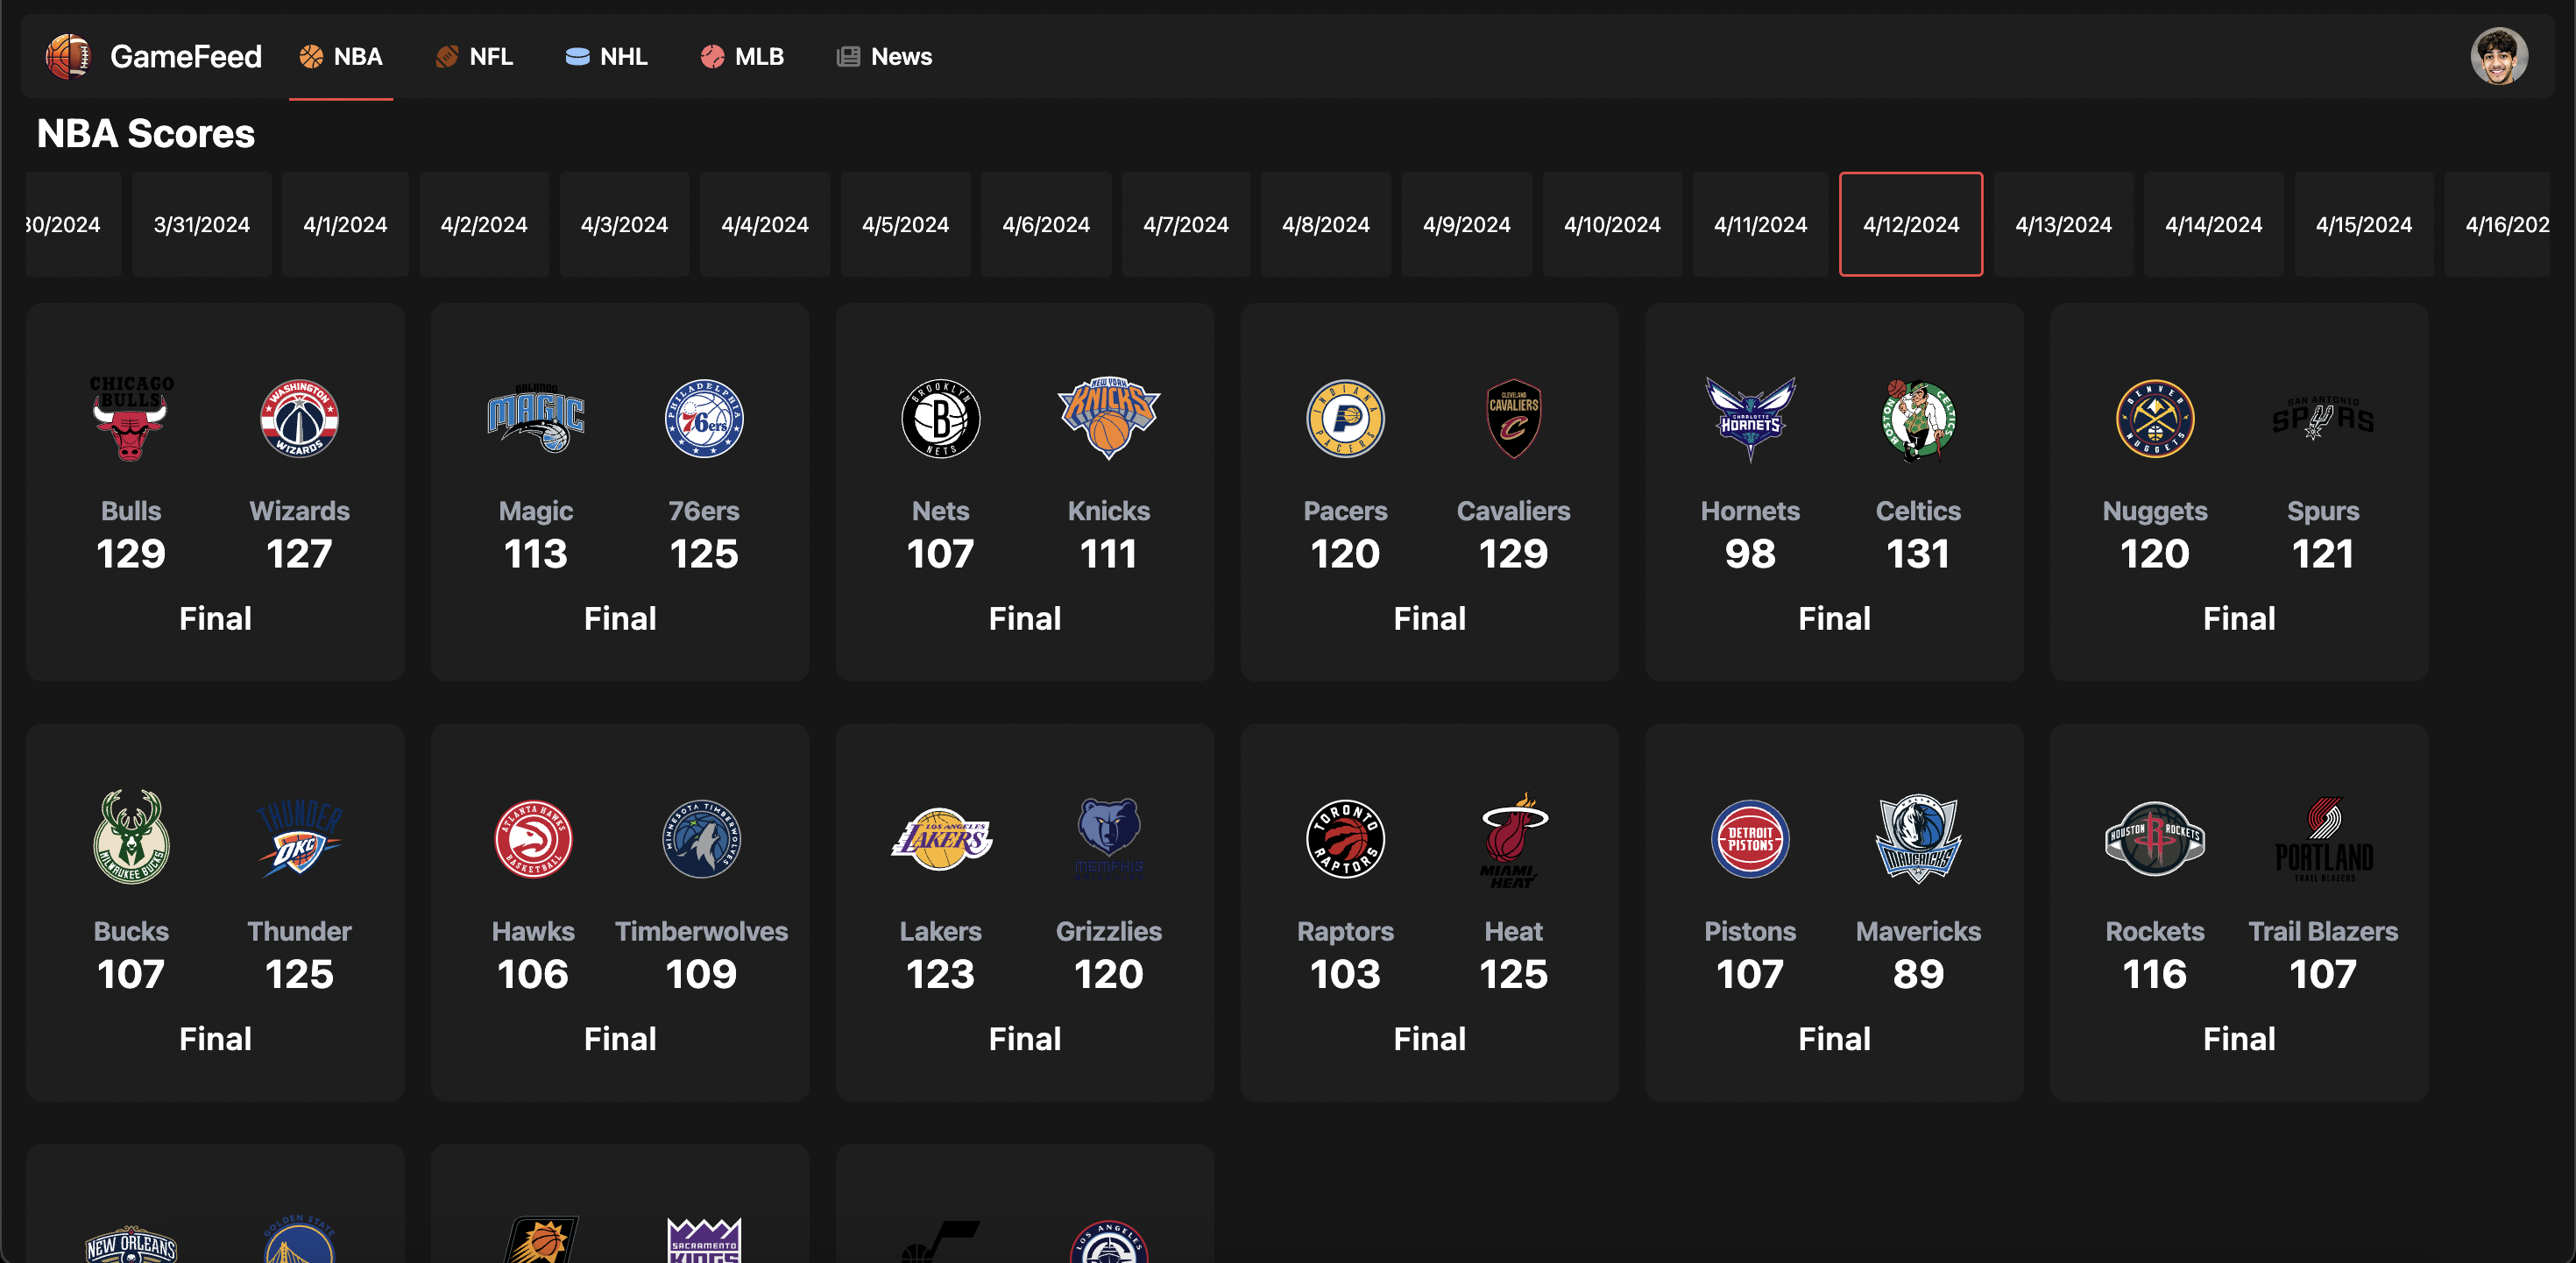 GameFeed NBA NFL NHL MLB News
NBA Scores
30/2024 3/31/2024 4/1/2024 4/2/2024 4/3/2024 4/4/2024 4/5/2024 4/6/2024 4/7/2024 4/8/2024 4/9/2024 4/10/2024 4/11/2024 4/12/2024 4/13/2024 4/14/2024 4/15/2024 4/16/202
CHICAGO BULLS WASHINGTON WIZARDS ORLANDO MAGIC PHILADELPHIA 76ers BROOKLYN B NETS NEW YORK KNICKS INDIANA PACERS CLEVELAND CAVALIERS C CHARLOTTE HORNETS BOSTON CELTICS DENVER NUGGETS SAN ANTONIO SPURS
Bulls Wizards Magic 76ers Nets Knicks Pacers Cavaliers Hornets Celtics Nuggets Spurs
129 127 113 125 107 111 120 129 98 131 120 121
Final Final Final Final Final Final
MILWAUKEE BUCKS THUNDER OKC ATLANTA HAWKS BASKETBALL MINNESOTA TIMBERWOLVES LOS ANGELES LAKERS MEMPHIS TORONTO RAPTORS MIAMI HEAT DETROIT PISTONS MAVERICKS HOUSTON R ROCKETS PORTLAND TRAIL BLAZERS
Bucks Thunder Hawks Timberwolves Lakers Grizzlies Raptors Heat Pistons Mavericks Rockets Trail Blazers
107 125 106 109 123 120 103 125 107 89 116 107
Final Final Final Final Final Final
NEW ORLEANS GOLDEN STATE SACRAMENTO KINGS LOS ANGELES